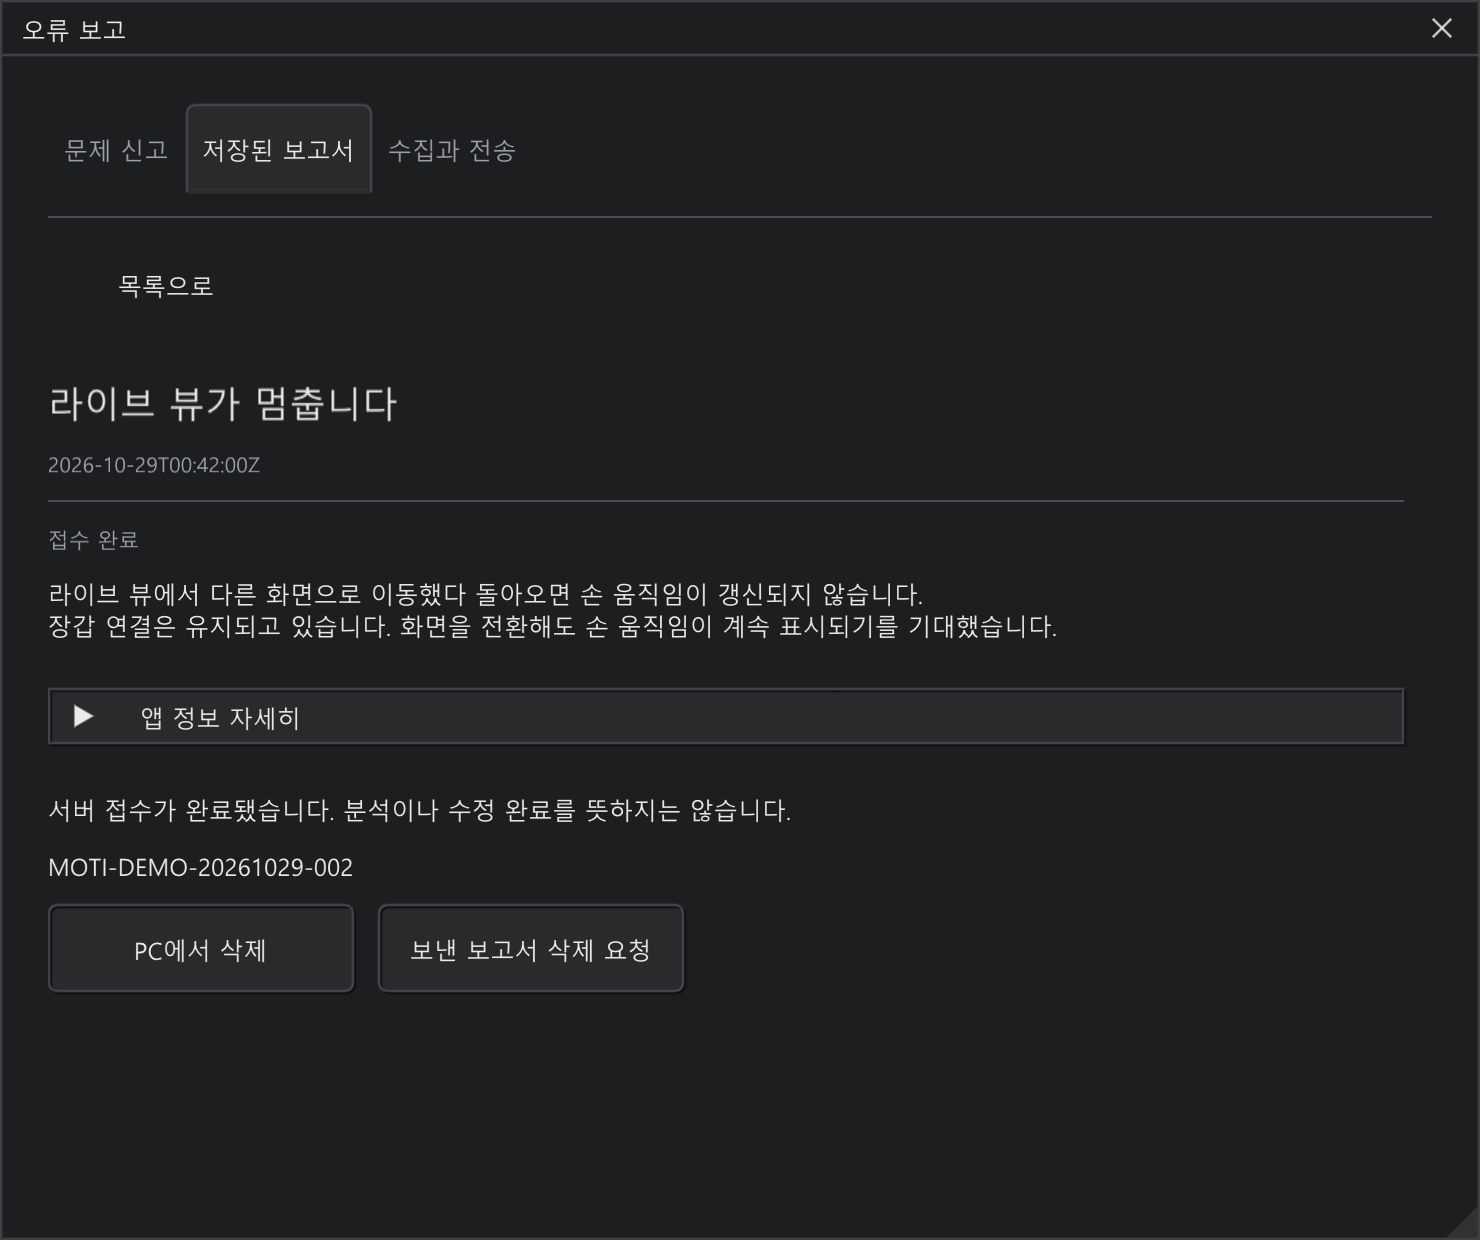 오류 보고
문제 신고
저장된 보고서
수집과 전송
목록으로
라이브 뷰가 멈춥니다
2026-10-29T00:42:00Z
접수 완료
라이브 뷰에서 다른 화면으로 이동했다 돌아오면 손 움직임이 갱신되지 않습니다.
장갑 연결은 유지되고 있습니다. 화면을 전환해도 손 움직임이 계속 표시되기를 기대했습니다.
앱 정보 자세히
서버 접수가 완료됐습니다. 분석이나 수정 완료를 뜻하지는 않습니다.
MOTI-DEMO-20261029-002
PC에서 삭제
보낸 보고서 삭제 요청